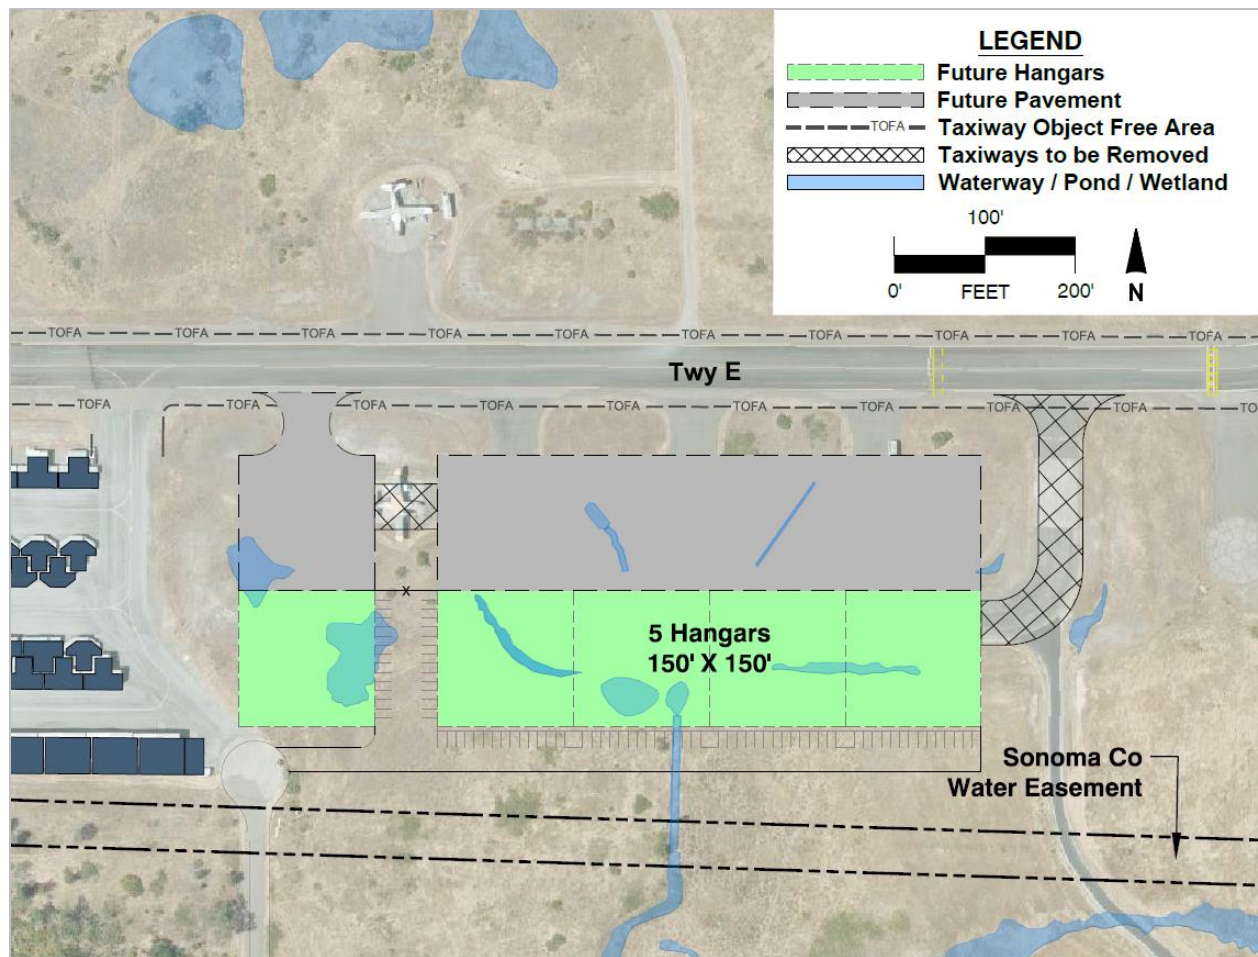 LEGEND
Future Hangars
Future Pavement
TOFA Taxiway Object Free Area
Taxiways to be Removed
Waterway / Pond / Wetland
100'
0' FEET 200' N
TOFA TOFA TOFA TOFA TOFA TOFA TOFA TOFA TOFA TOFA
Twy E
TOFA TOFA TOFA TOFA TOFA TOFA TOFA TOFA TOFA TO
X
5 Hangars
150' X 150'
Sonoma Co
Water Easement